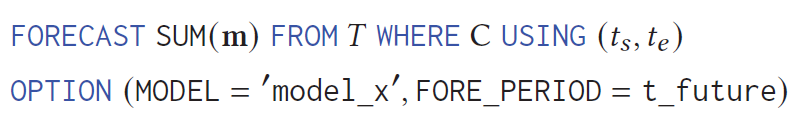 FORECAST SUM(m) FROM T WHERE C USING (ts, te)
OPTION (MODEL = ′model_x′, FORE_PERIOD = t_future)